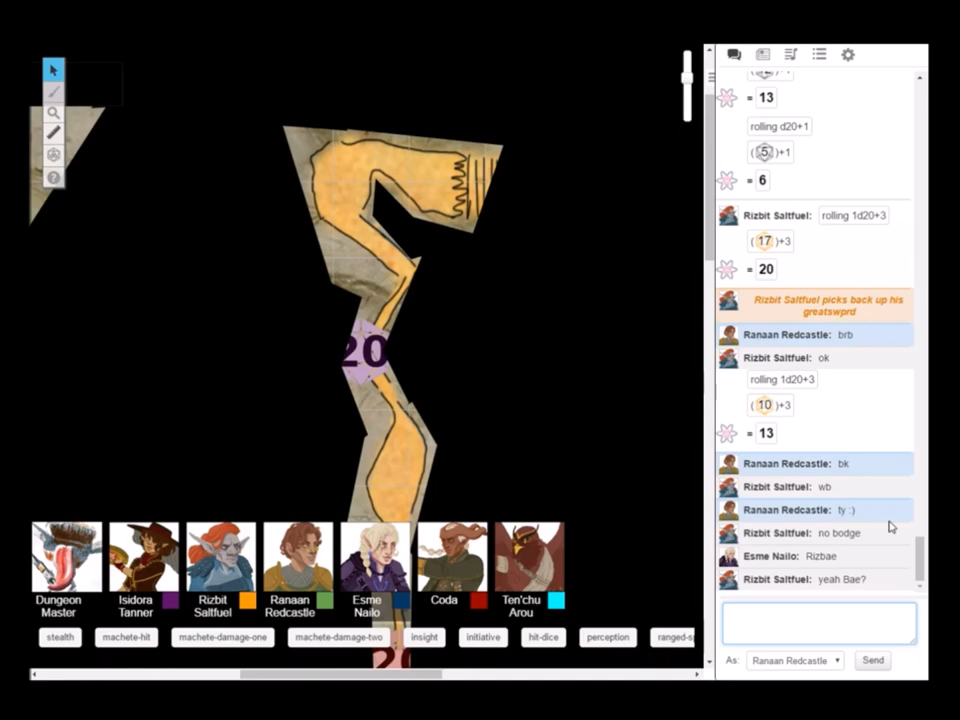 20
20
Dungeon
Master
Isidora
Tanner
Rizbit
Saltfuel
Ranaan
Redcastle
Esme
Nailo
Coda
Ten'chu
Arou
stealth
machete-hit
machete-damage-one
machete-damage-two
insight
initiative
hit-dice
perception
ranged-sp
= 13
rolling d20+1
(5)+1
= 6
Rizbit Saltfuel: rolling 1d20+3
(17)+3
= 20
Rizbit Saltfuel picks back up his
greatswprd
Ranaan Redcastle: brb
Rizbit Saltfuel: ok
rolling 1d20+3
(10)+3
= 13
Ranaan Redcastle: bk
Rizbit Saltfuel: wb
Ranaan Redcastle: ty :)
Rizbit Saltfuel: no bodge
Esme Nailo: Rizbae
Rizbit Saltfuel: yeah Bae?
As: Ranaan Redcastle Send